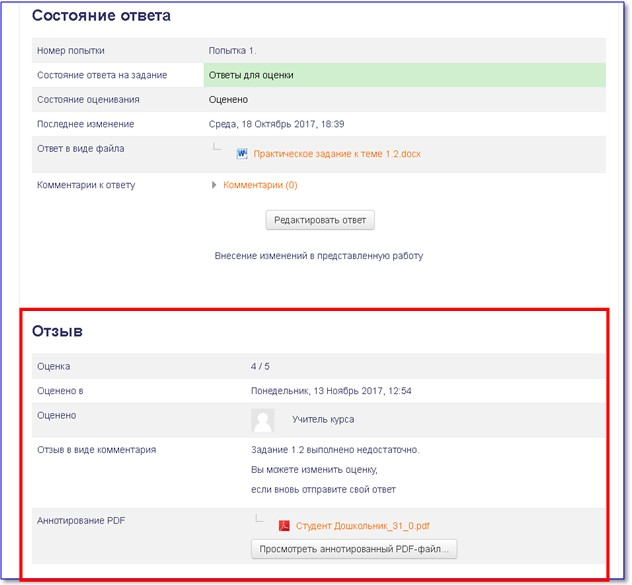 Состояние ответа
Номер попытки Попытка 1.
Состояние ответа на задание Ответы для оценки
Состояние оценивания Оценено
Последнее изменение Среда, 18 Октябрь 2017, 18:39
Ответ в виде файла Практическое задание к теме 1.2.docx
Комментарии к ответу Комментарии (0)
Редактировать ответ
Внесение изменений в представленную работу
Отзыв
Оценка 4 / 5
Оценено в Понедельник, 13 Ноябрь 2017, 12:54
Оценено Учитель курса
Отзыв в виде комментария Задание 1.2 выполнено недостаточно.
Вы можете изменить оценку,
если вновь отправите свой ответ
Аннотирование PDF Студент Дошкольник_31_0.pdf
Просмотреть аннотированный PDF-файл...